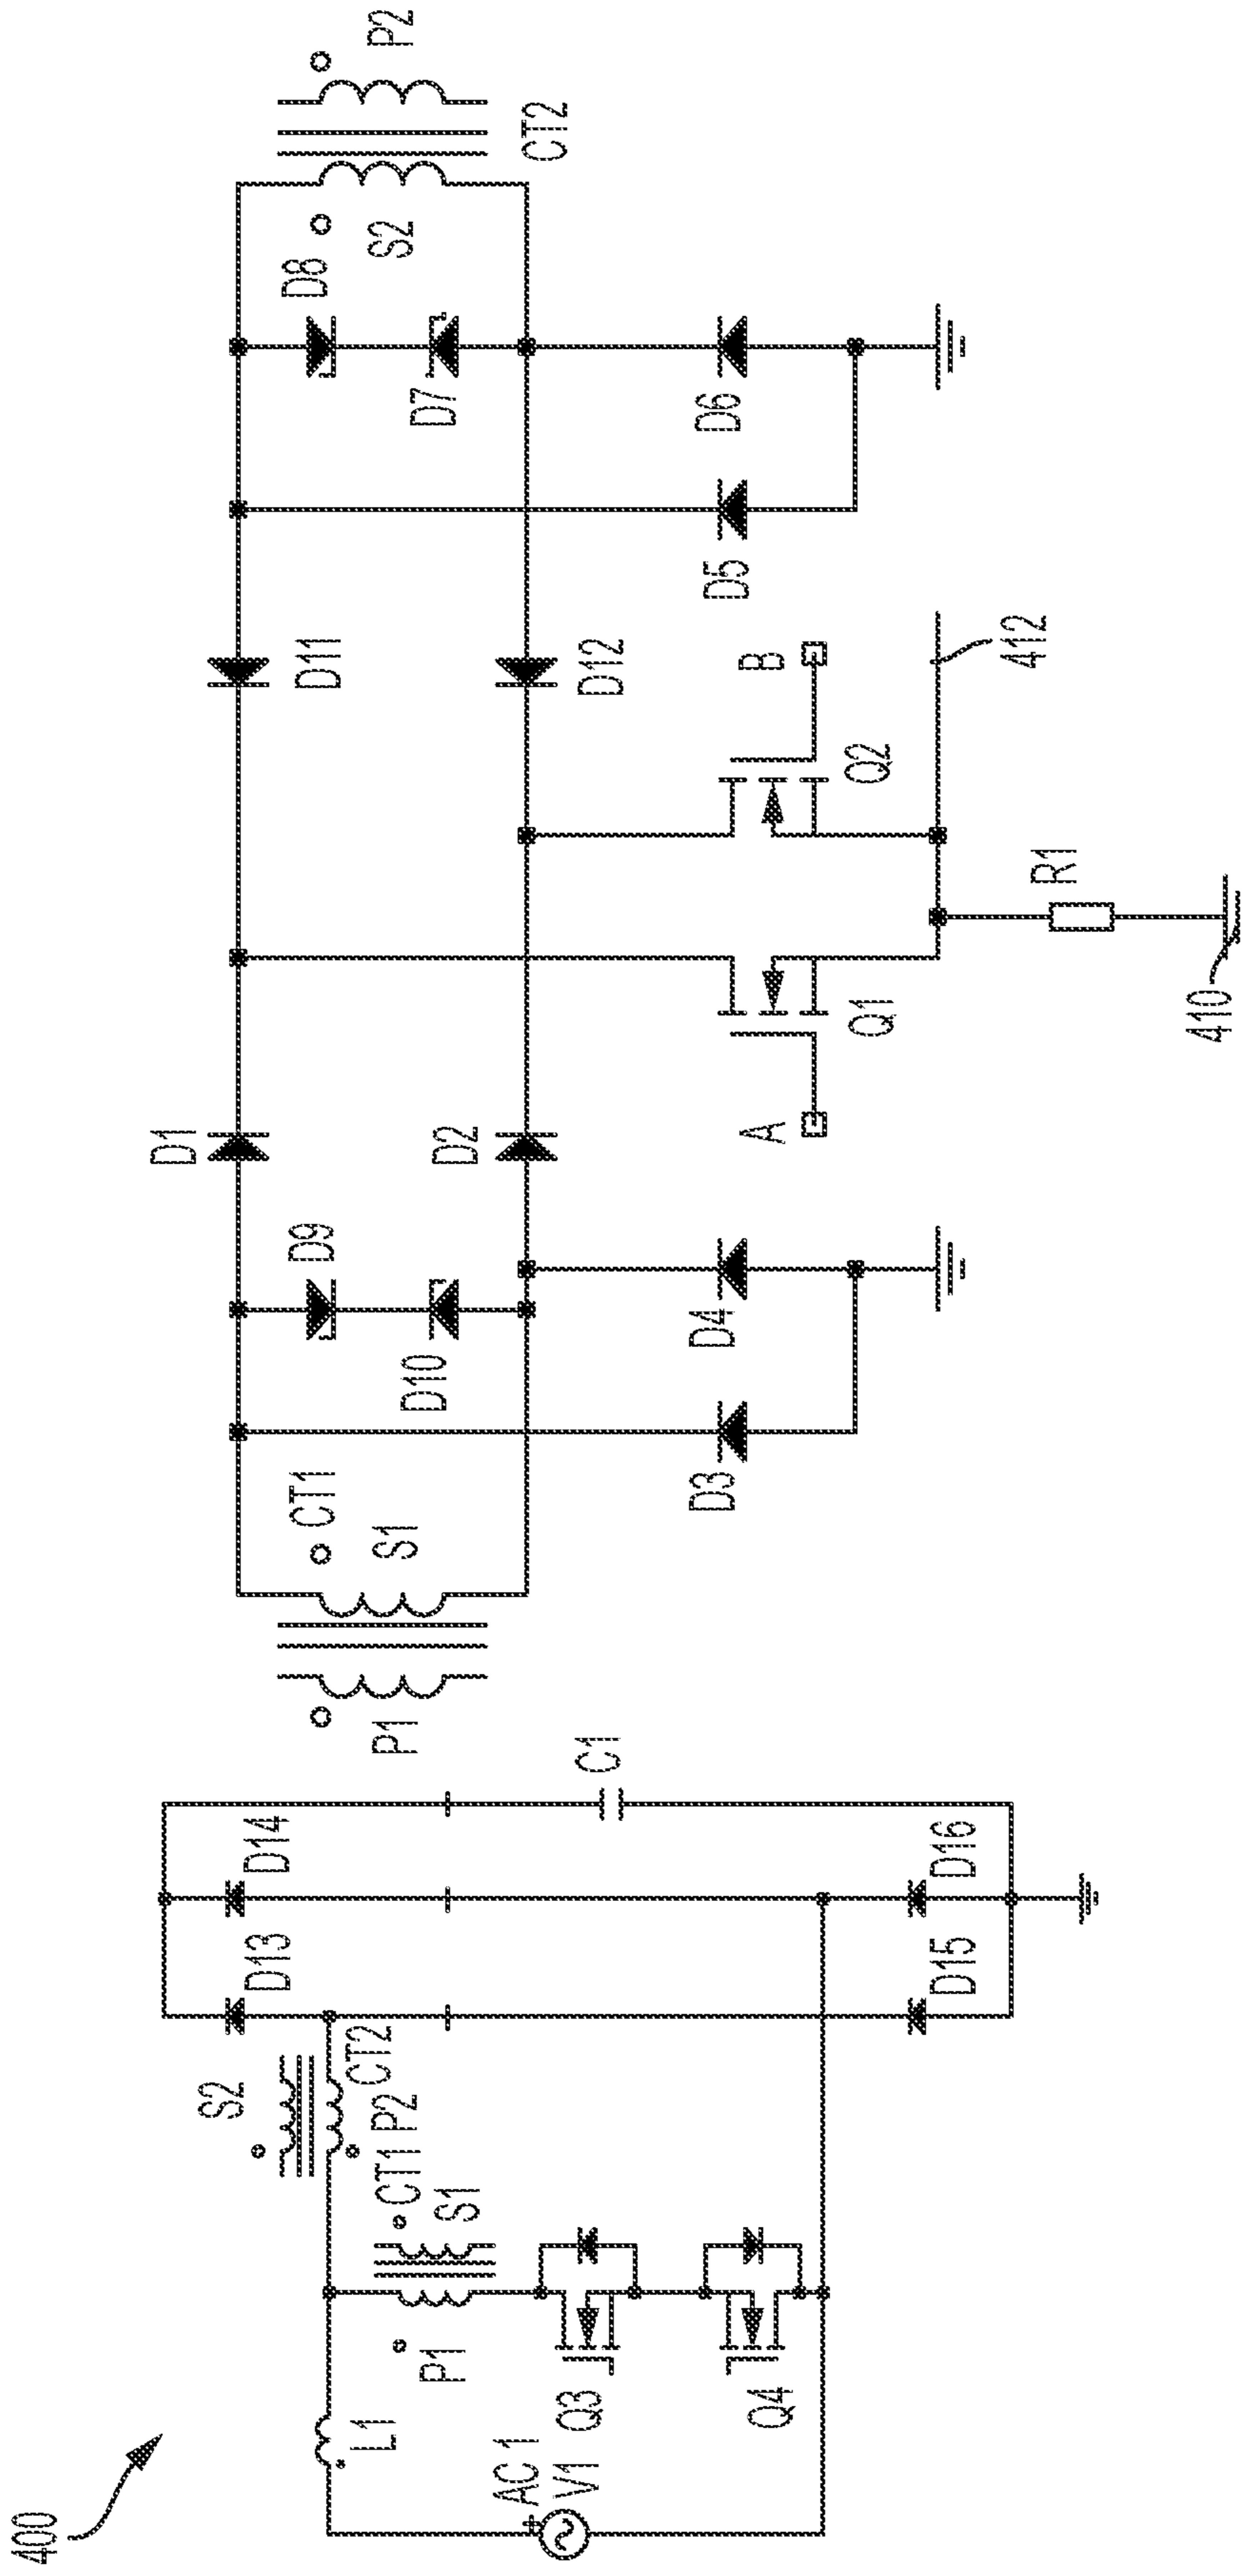 400
AC 1
V1
L1
P1
Q3
Q4
CT1
S1
P2
CT2
S2
D13
D14
D15
D16
C1
P1
S1
CT1
D3
D4
D9
D10
D1
D2
A
Q1
410
R1
Q2
B
412
D11
D12
D5
D6
D7
D8
S2
CT2
P2